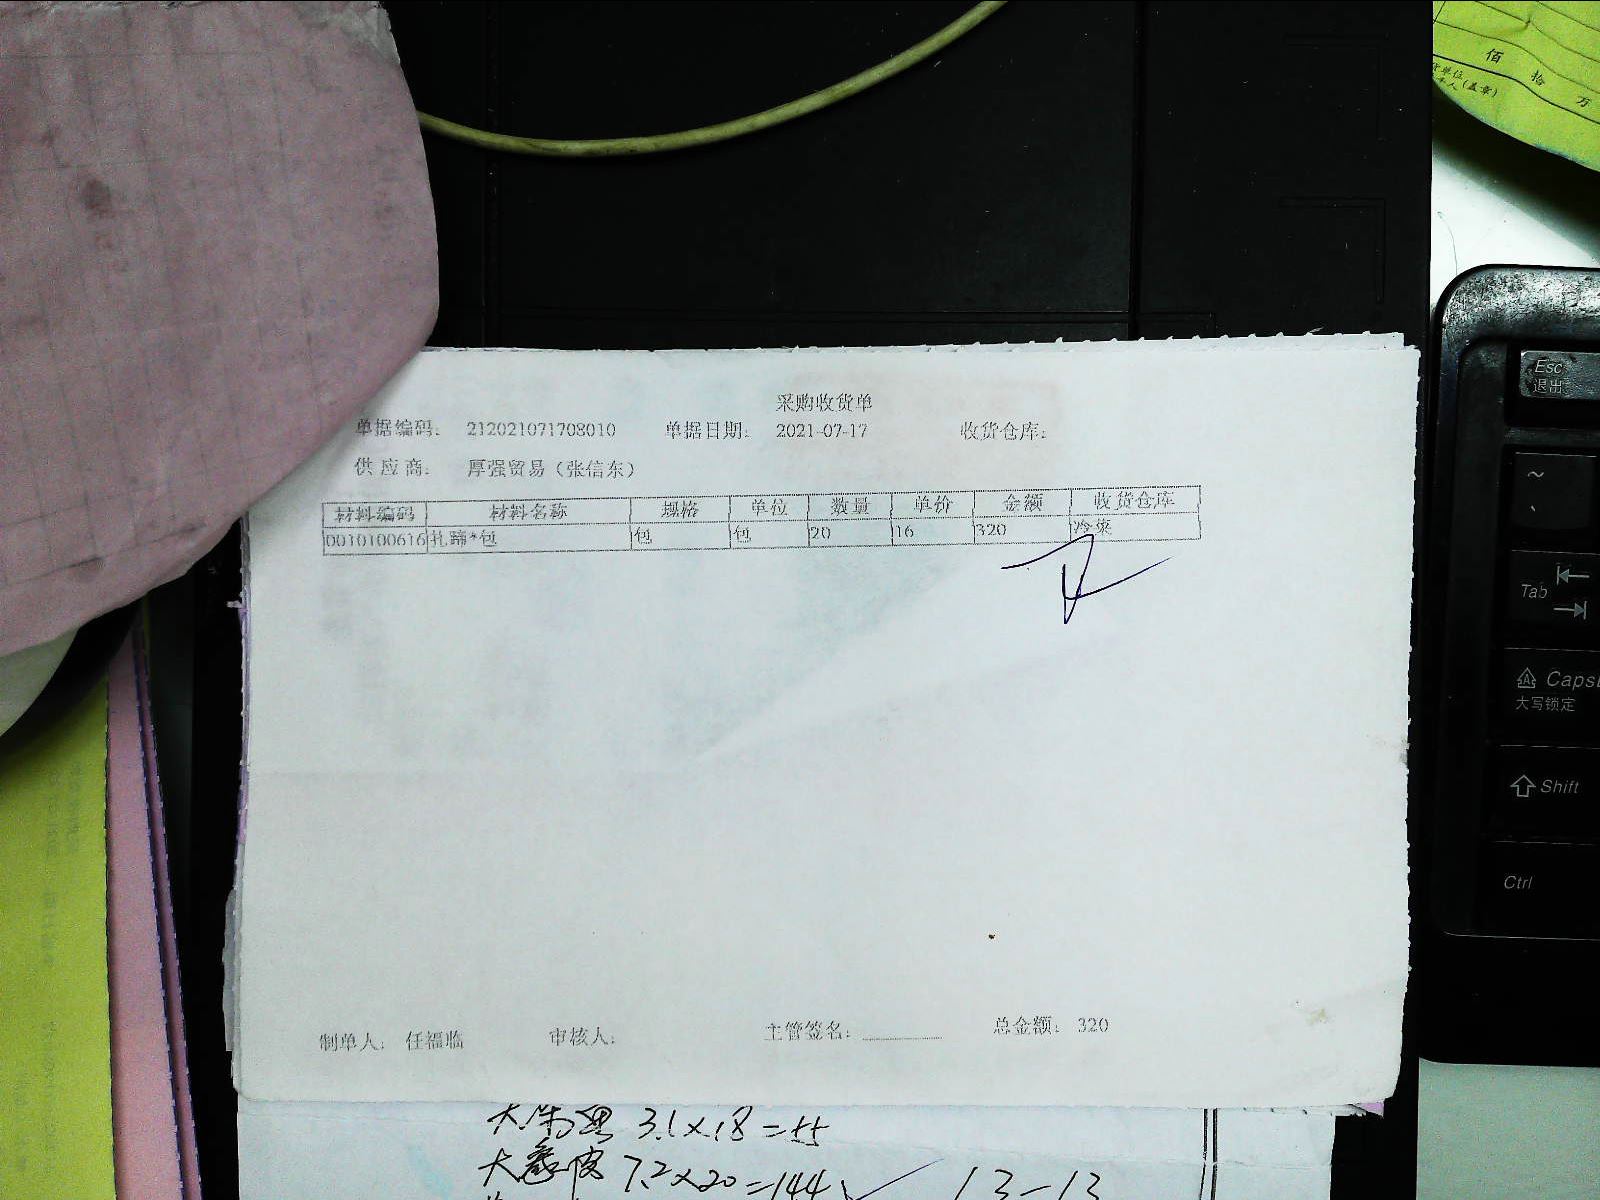 佰 拾 万
采购收货单
单据编码: 212021071708010 单据日期: 2021-07-17 收货仓库:
供应商: 厚强贸易（张信东）
材料编码 材料名称 规格 单位 数量 单价 金额 收货仓库
0010100616 扎蹄*包 包 包 20 16 320 冷菜
制单人: 任福临 审核人: 主管签名: 总金额: 320
3.1×18=55
7.2×20=144 13-13
Esc
退出
~
Tab
Caps
大写锁定
Shift
Ctrl